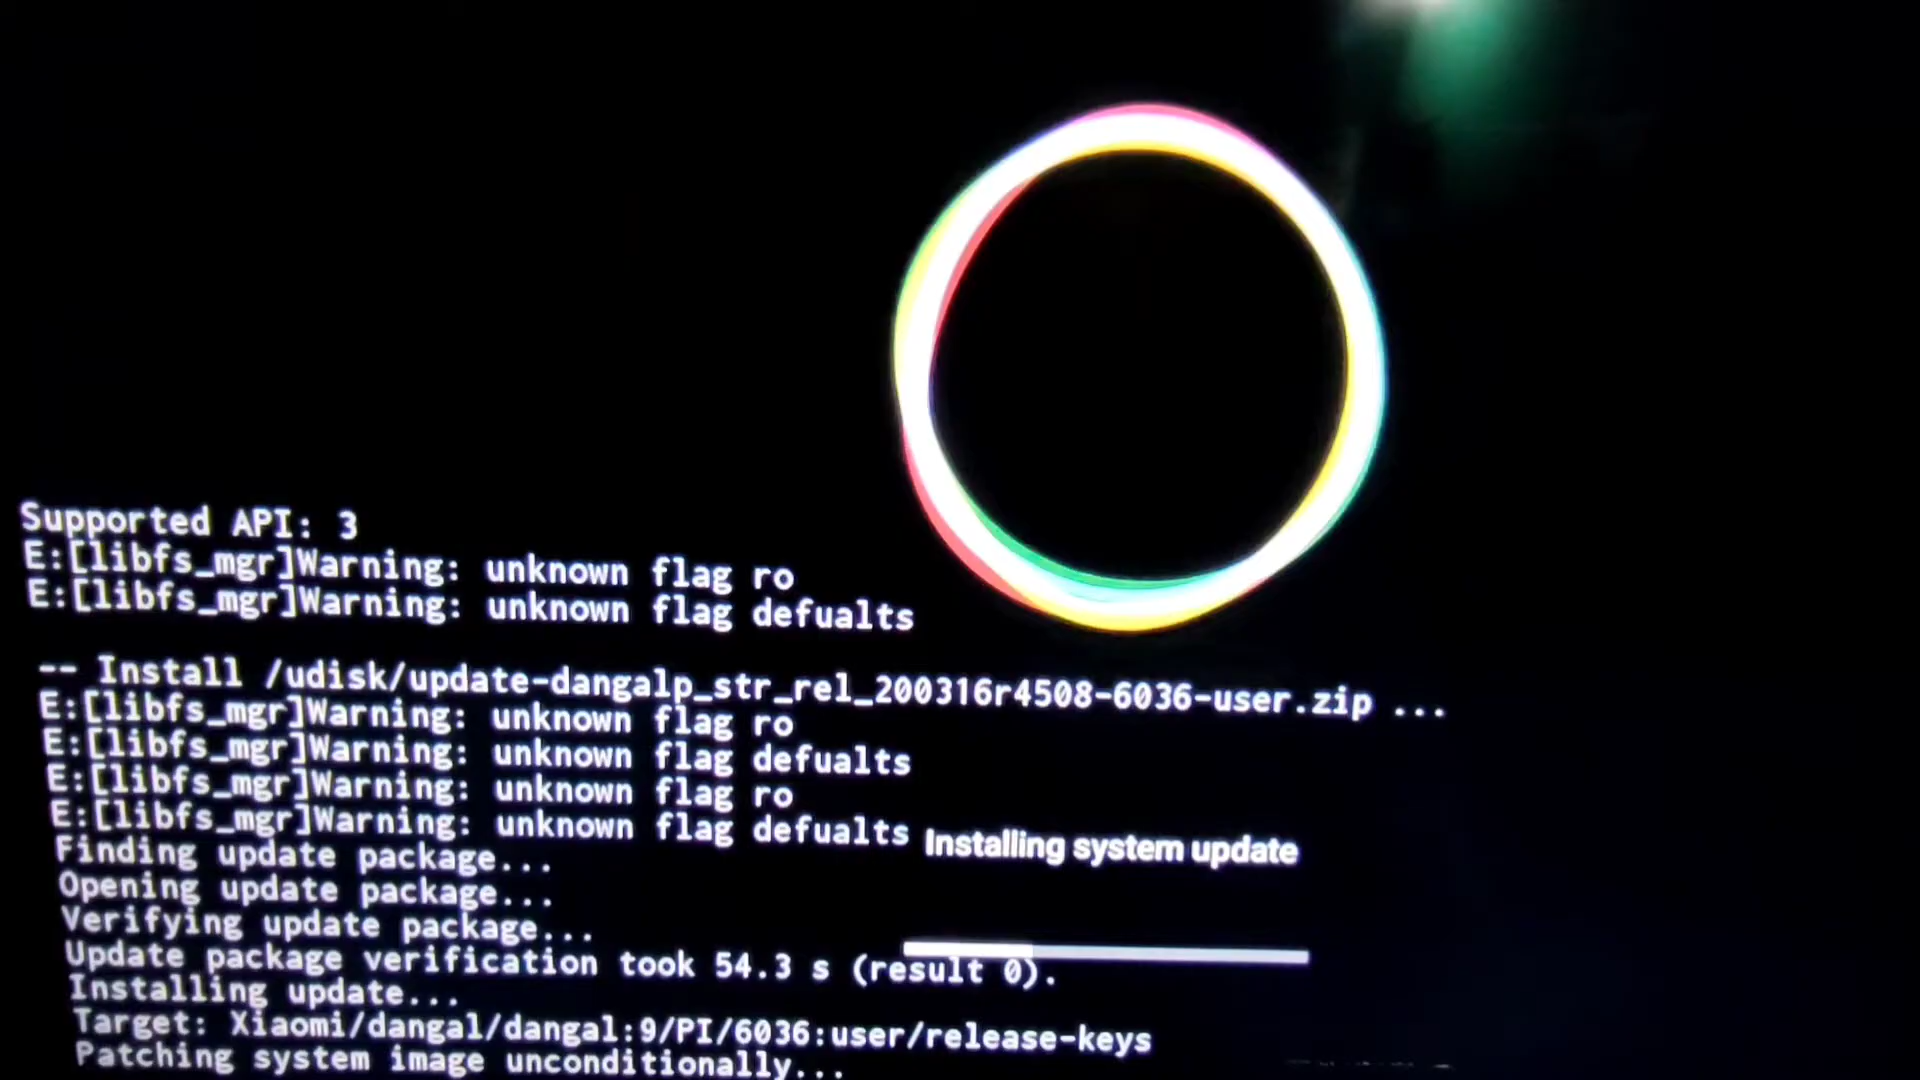 Supported API: 3
E:[libfs_mgr]Warning: unknown flag ro
E:[libfs_mgr]Warning: unknown flag defualts
-- Install /udisk/update-dangalp_str_rel_200316r4508-6036-user.zip ...
E:[libfs_mgr]Warning: unknown flag ro
E:[libfs_mgr]Warning: unknown flag defualts
E:[libfs_mgr]Warning: unknown flag ro
E:[libfs_mgr]Warning: unknown flag defualts
Installing system update
Finding update package...
Opening update package...
Verifying update package...
Update package verification took 54.3 s (result 0).
Installing update...
Target: Xiaomi/dangal/dangal:9/PI/6036:user/release-keys
Patching system image unconditionally...